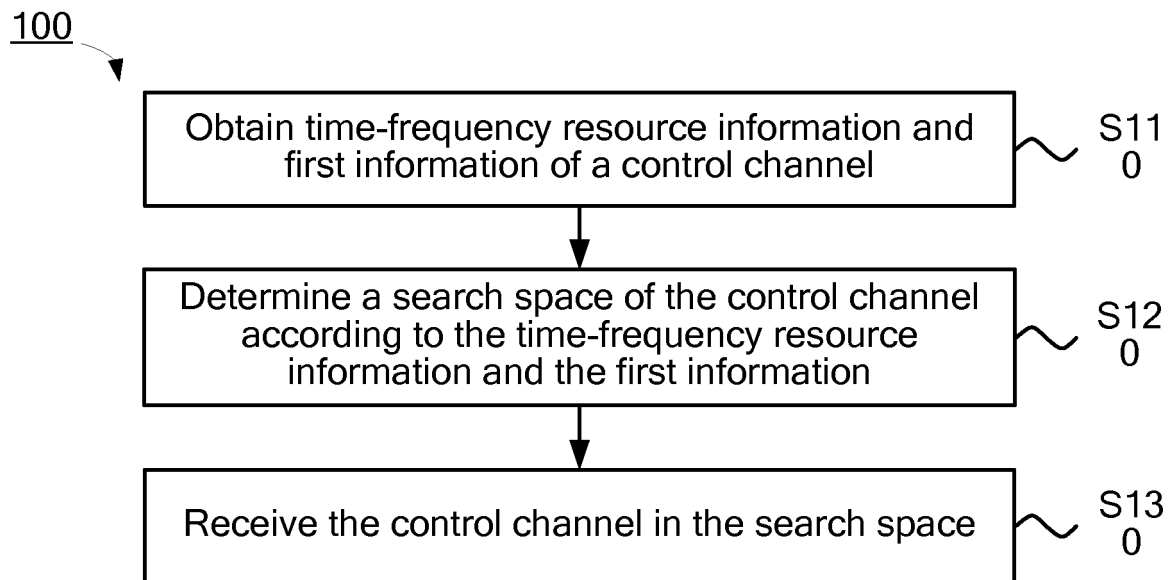 100
Obtain time-frequency resource information and
first information of a control channel
S11
0
Determine a search space of the control channel
according to the time-frequency resource
information and the first information
S12
0
Receive the control channel in the search space
S13
0